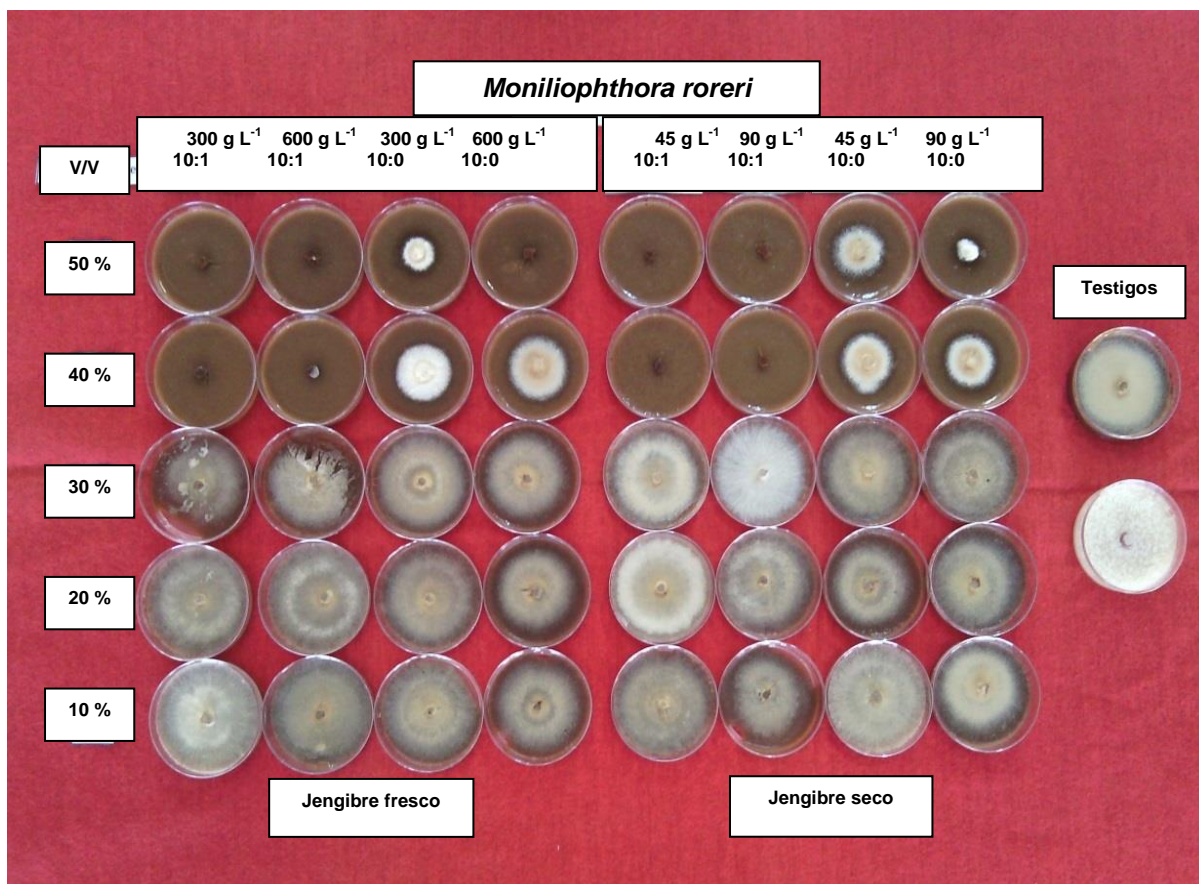 Moniliophthora roreri
300 g L-1 600 g L-1 300 g L-1 600 g L-1
10:1 10:1 10:0 10:0
45 g L-1 90 g L-1 45 g L-1 90 g L-1
10:1 10:1 10:0 10:0
V/V
50 %
Testigos
40 %
30 %
20 %
10 %
Jengibre fresco
Jengibre seco